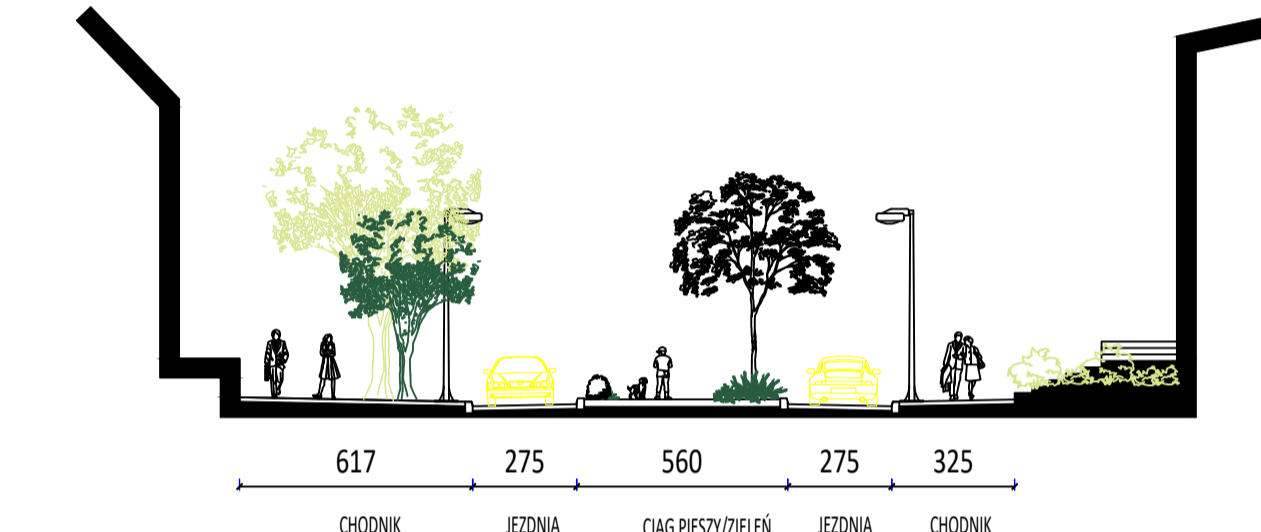 617 275 560 275 325
CHODNIK JEZDNIA CIĄG PIESZY/ZIELEŃ JEZDNIA CHODNIK